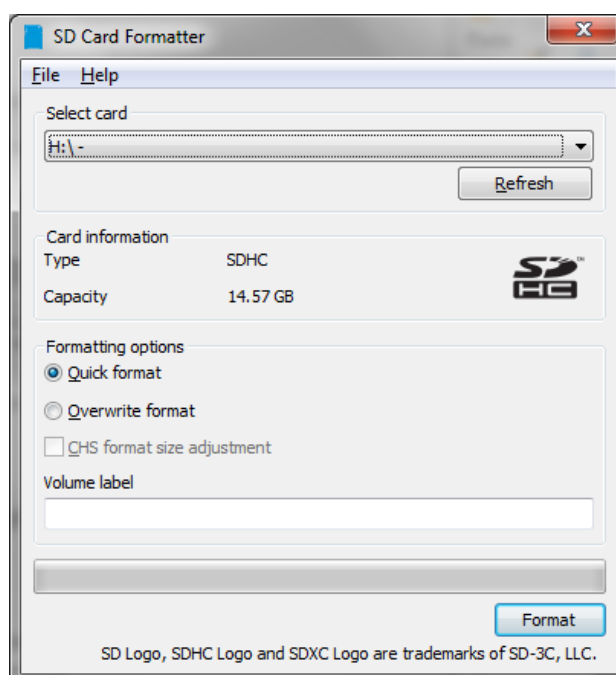 SD Card Formatter
File Help
Select card
H:\ -
Refresh
Card information
Type SDHC
Capacity 14.57 GB
SD HC
Formatting options
Quick format
Overwrite format
CHS format size adjustment
Volume label
Format
SD Logo, SDHC Logo and SDXC Logo are trademarks of SD-3C, LLC.